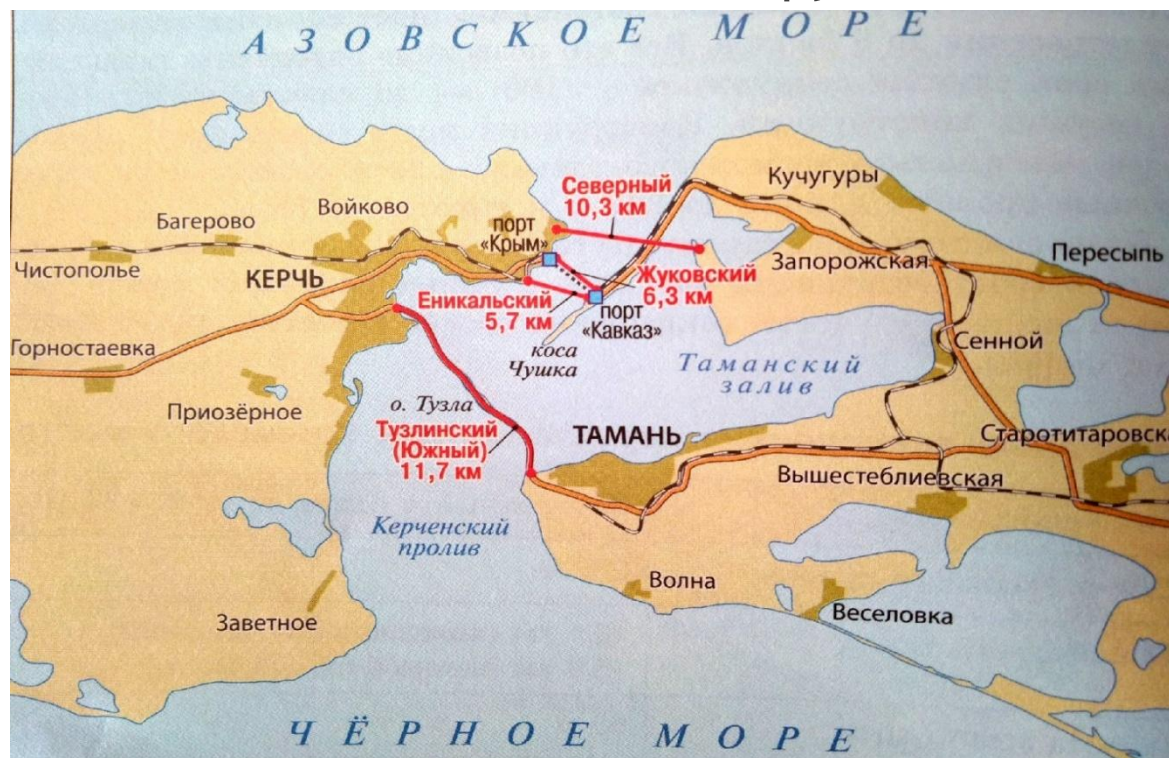 АЗОВСКОЕ МОРЕ
Северный
10,3 км
Кучугуры
Войково
Багерово
порт
«Крым»
Пересыпь
Чистополье
КЕРЧЬ
Запорожская
Жуковский
6,3 км
Еникальский
5,7 км
порт
«Кавказ»
Горностаевка
коса
Чушка
Сенной
Таманский
залив
Приозёрное
о. Тузла
Тузлинский
(Южный)
11,7 км
ТАМАНЬ
Старотитаровска
Вышестеблиевская
Керченский
пролив
Волна
Заветное
Веселовка
ЧЁРНОЕ МОРЕ